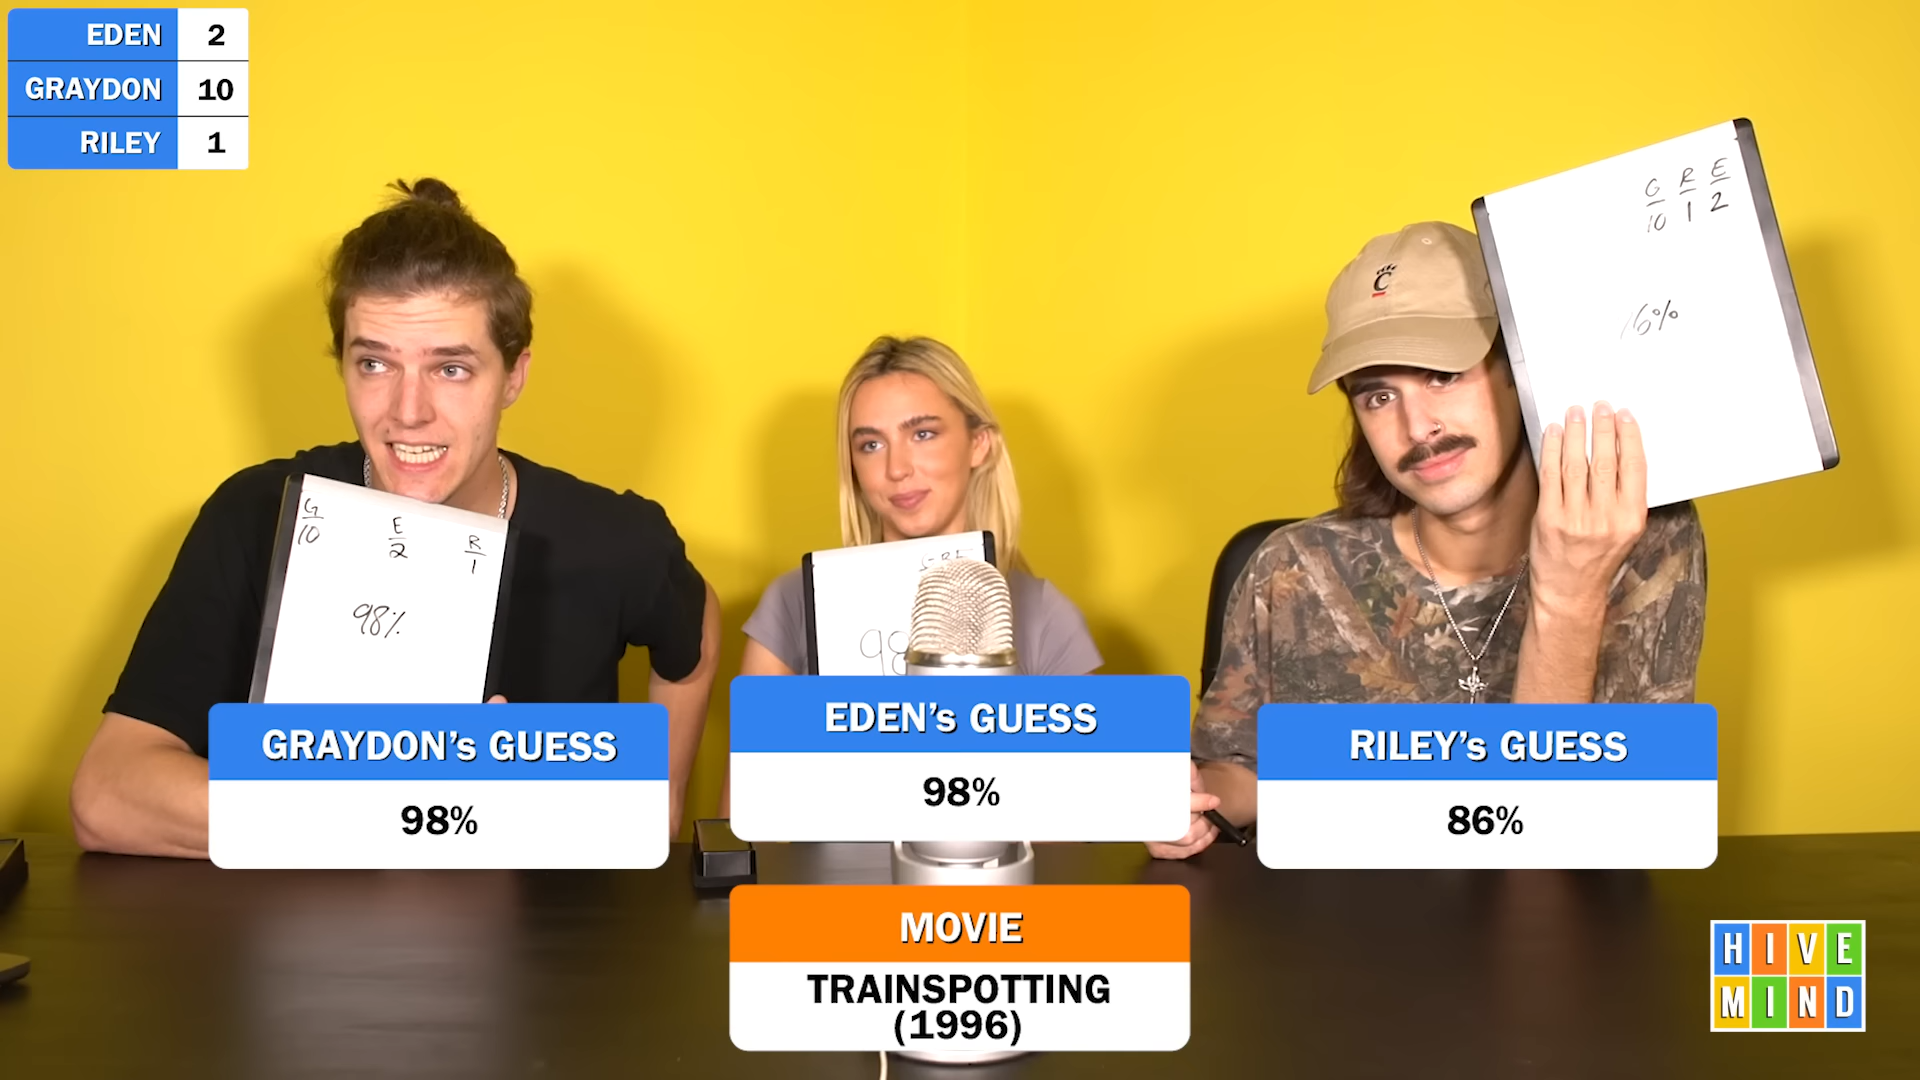 EDEN 2
GRAYDON 10
RILEY 1
G R E
10 1 2
16%
G E R
10 2 1
98%
98
GRAYDON's GUESS
98%
EDEN's GUESS
98%
RILEY's GUESS
86%
MOVIE
TRAINSPOTTING
(1996)
C
HIVE
MIND